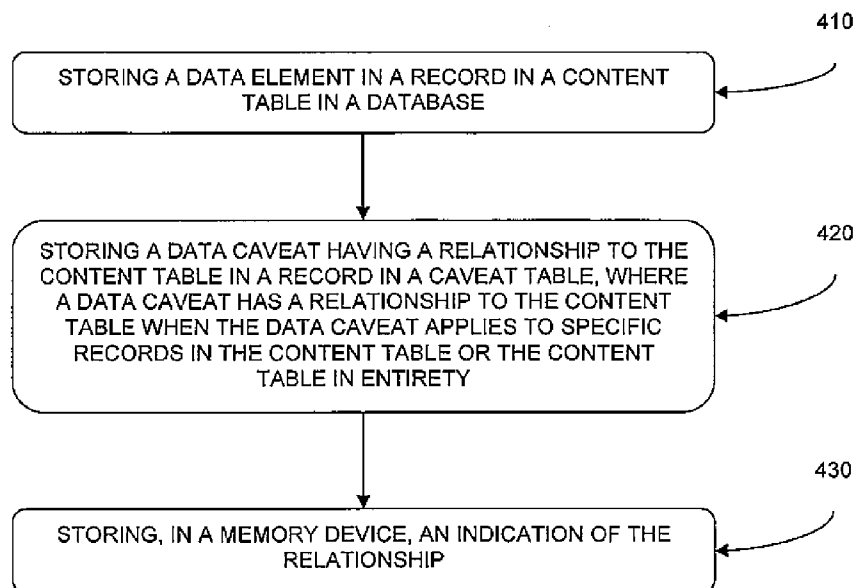 410
STORING A DATA ELEMENT IN A RECORD IN A CONTENT
TABLE IN A DATABASE
420
STORING A DATA CAVEAT HAVING A RELATIONSHIP TO THE
CONTENT TABLE IN A RECORD IN A CAVEAT TABLE, WHERE
A DATA CAVEAT HAS A RELATIONSHIP TO THE CONTENT
TABLE WHEN THE DATA CAVEAT APPLIES TO SPECIFIC
RECORDS IN THE CONTENT TABLE OR THE CONTENT
TABLE IN ENTIRETY
430
STORING, IN A MEMORY DEVICE, AN INDICATION OF THE
RELATIONSHIP